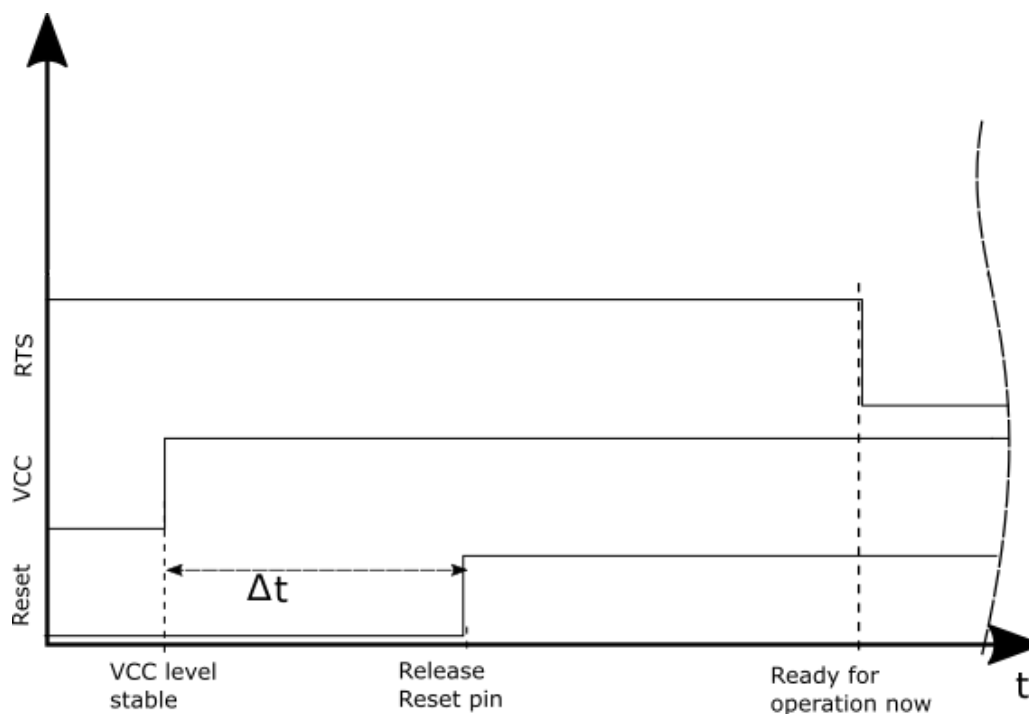 RTS
VCC
Reset
Δt
VCC level
stable
Release
Reset pin
Ready for
operation now
t